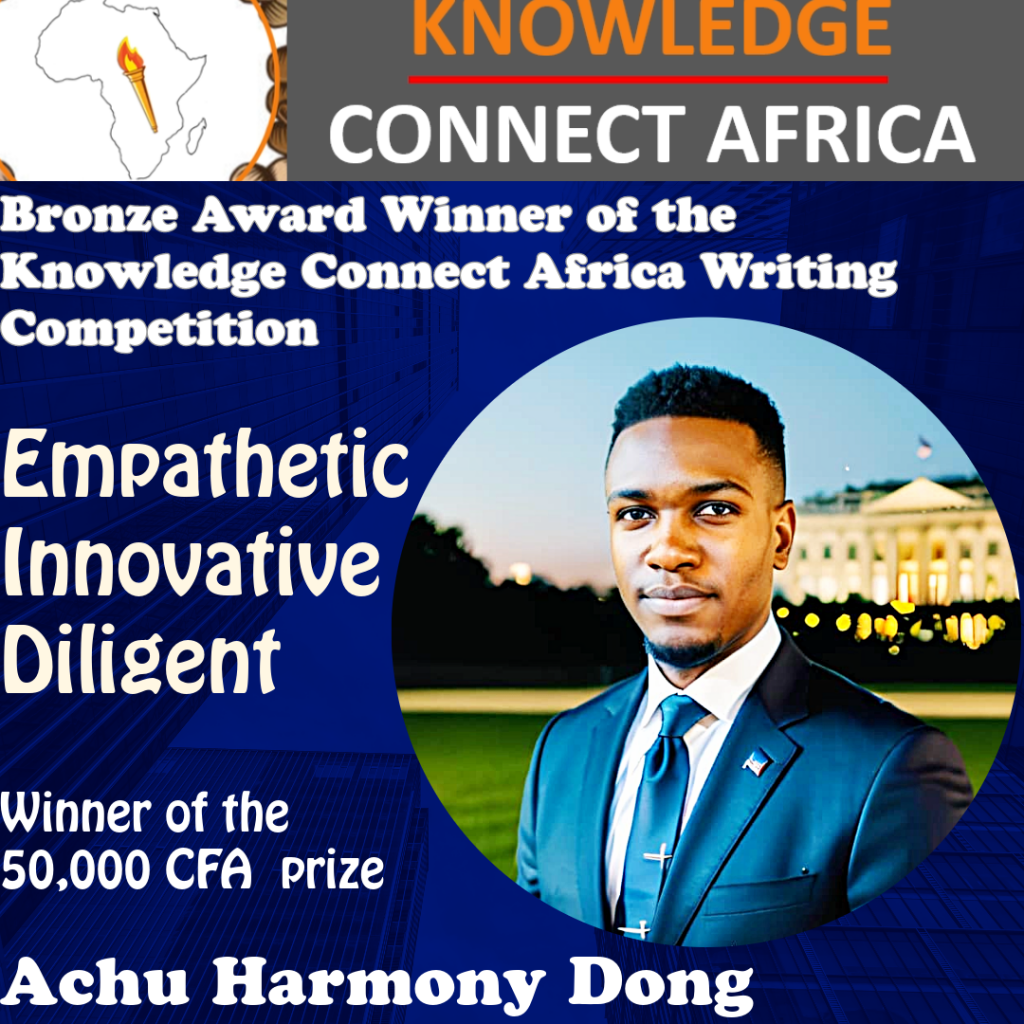 KNOWLEDGE
CONNECT AFRICA
Bronze Award Winner of the
Knowledge Connect Africa Writing
Competition
Empathetic
Innovative
Diligent
Winner of the
50,000 CFA prize
Achu Harmony Dong